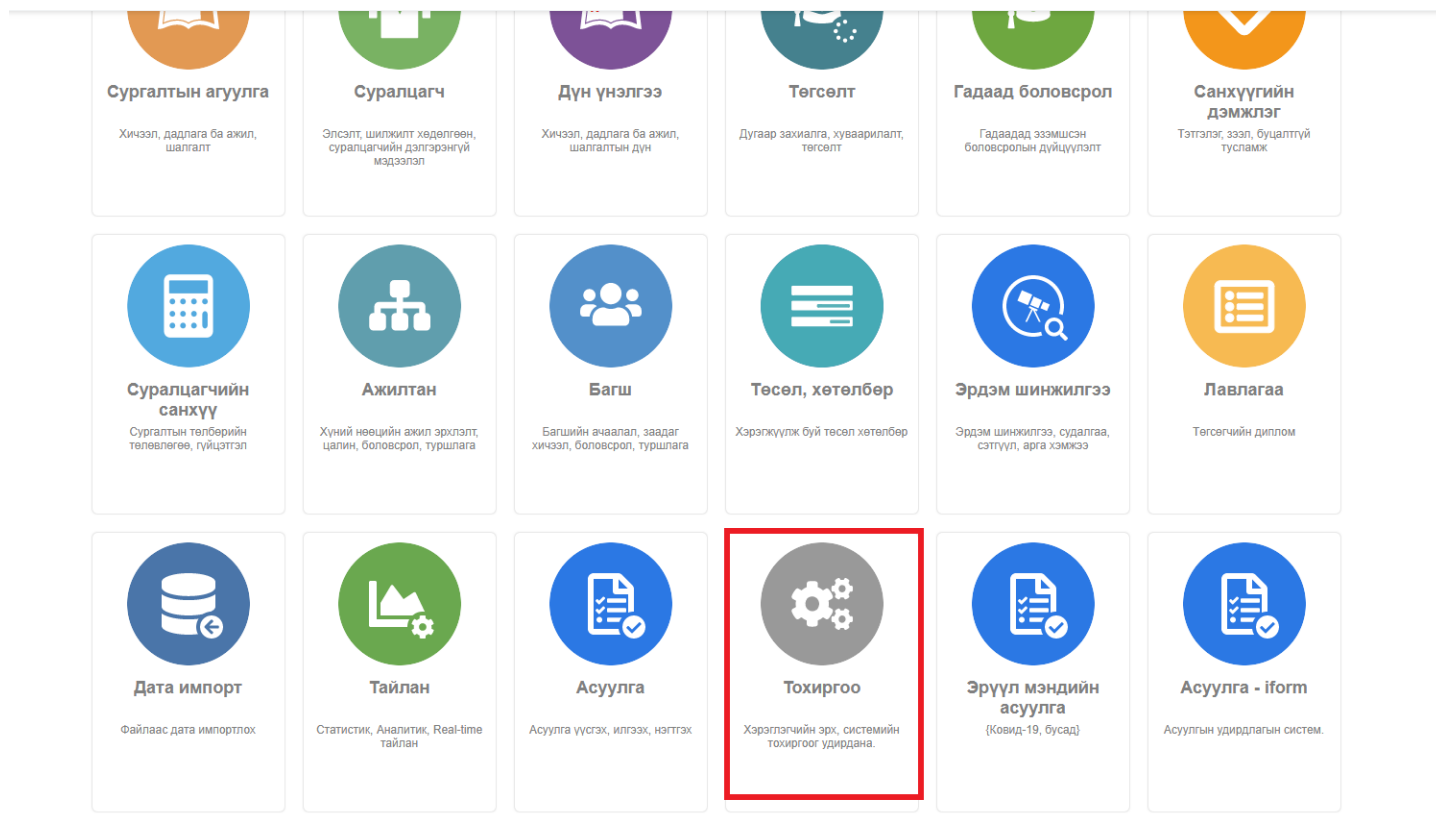 Сургалтын агуулга
Хичээл, дадлага ба ажил,
шалгалт
Суралцагч
Элсэлт, шилжилт хөдөлгөөн,
суралцагчийн дэлгэрэнгүй
мэдээлэл
Дүн үнэлгээ
Хичээл, дадлага ба ажил,
шалгалтын дүн
Төгсөлт
Дугаар захиалга, хуваарилалт,
төгсөлт
Гадаад боловсрол
Гадаадад эзэмшсэн
боловсролын дүйцүүлэлт
Санхүүгийн
дэмжлэг
Тэтгэлэг, зээл, буцалтгүй
тусламж
Суралцагчийн
санхүү
Сургалтын төлбөрийн
төлөвлөгөө, гүйцэтгэл
Ажилтан
Хүний нөөцийн ажил эрхлэлт,
цалин, боловсрол, туршлага
Багш
Багшийн ачаалал, заадаг
хичээл, боловсрол, туршлага
Төсөл, хөтөлбөр
Хэрэгжүүлж буй төсөл хөтөлбөр
Эрдэм шинжилгээ
Эрдэм шинжилгээ, судалгаа,
сэтгүүл, арга хэмжээ
Лавлагаа
Төгсөгчийн диплом
Дата импорт
Файлаас дата импортлох
Тайлан
Статистик, Аналитик, Real-time
тайлан
Асуулга
Асуулга үүсгэх, илгээх, нэгтгэх
Тохиргоо
Хэрэглэгчийн эрх, системийн
тохиргоог удирдана.
Эрүүл мэндийн
асуулга
{Ковид-19, бусад}
Асуулга - iform
Асуулгын удирдлагын систем.